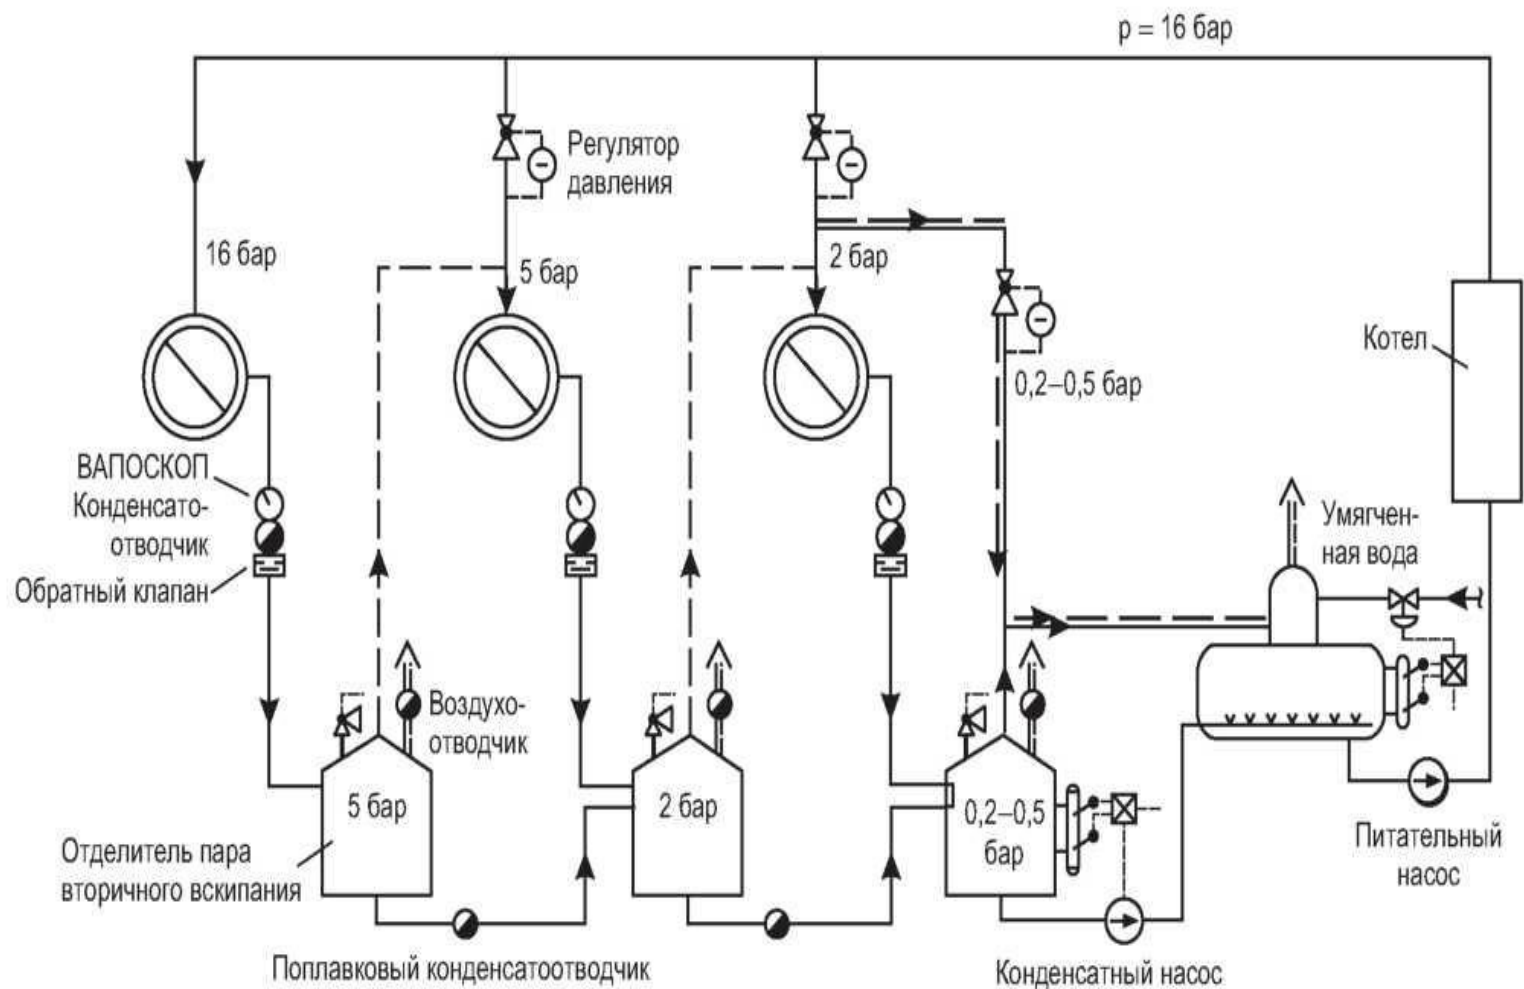 p = 16 бар
Регулятор
давления
16 бар
5 бар
2 бар
0,2–0,5 бар
Котел
ВАПОСКОП
Конденсато-
отводчик
Обратный клапан
Умягчен-
ная вода
Воздухо-
отводчик
5 бар
2 бар
0,2–0,5
бар
Отделитель пара
вторичного вскипания
Питательный
насос
Поплавковый конденсатоотводчик
Конденсатный насос